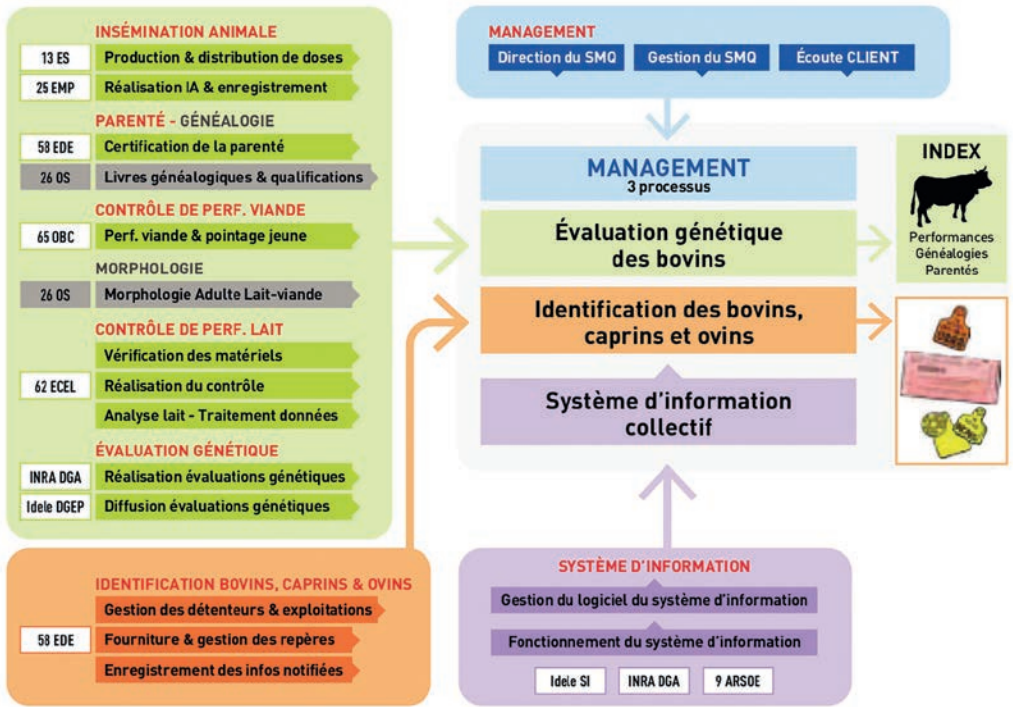 INSÉMINATION ANIMALE
13 ES Production & distribution de doses
25 EMP Réalisation IA & enregistrement
PARENTÉ - GÉNÉALOGIE
58 EDE Certification de la parenté
26 OS Livres généalogiques & qualifications
CONTRÔLE DE PERF. VIANDE
65 OBC Perf. viande & pointage jeune
MORPHOLOGIE
26 OS Morphologie Adulte Lait-viande
CONTRÔLE DE PERF. LAIT
Vérification des matériels
62 ECEL Réalisation du contrôle
Analyse lait - Traitement données
ÉVALUATION GÉNÉTIQUE
INRA DGA Réalisation évaluations génétiques
Idele DGEP Diffusion évaluations génétiques
IDENTIFICATION BOVINS, CAPRINS & OVINS
Gestion des détenteurs & exploitations
58 EDE Fourniture & gestion des repères
Enregistrement des infos notifiées
MANAGEMENT
Direction du SMQ Gestion du SMQ Écoute CLIENT
MANAGEMENT
3 processus
Évaluation génétique
des bovins
Identification des bovins,
caprins et ovins
Système d'information
collectif
INDEX
Performances
Généalogies
Parentés
SYSTÈME D'INFORMATION
Gestion du logiciel du système d'information
Fonctionnement du système d'information
Idele SI INRA DGA 9 ARSOE